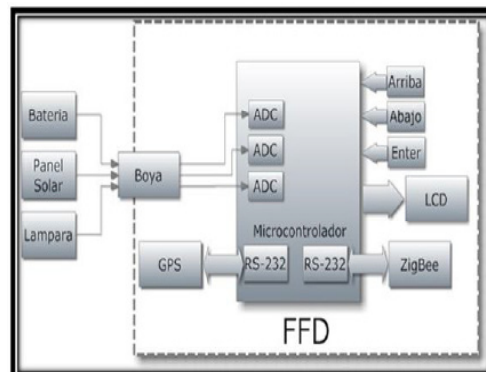 Bateria
Panel
Solar
Lampara
Boya
ADC
ADC
ADC
Arriba
Abajo
Enter
LCD
Microcontrolador
GPS
RS-232
RS-232
ZigBee
FFD